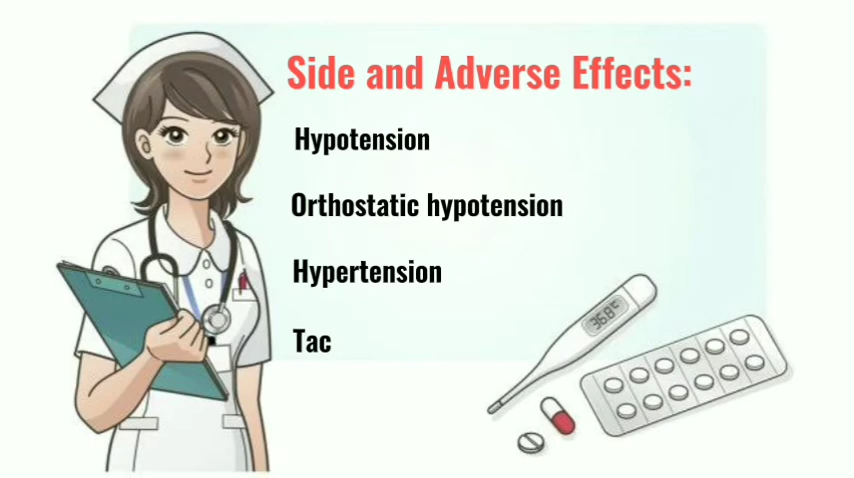 Side and Adverse Effects:
Hypotension
Orthostatic hypotension
Hypertension
Tac
36.8°C